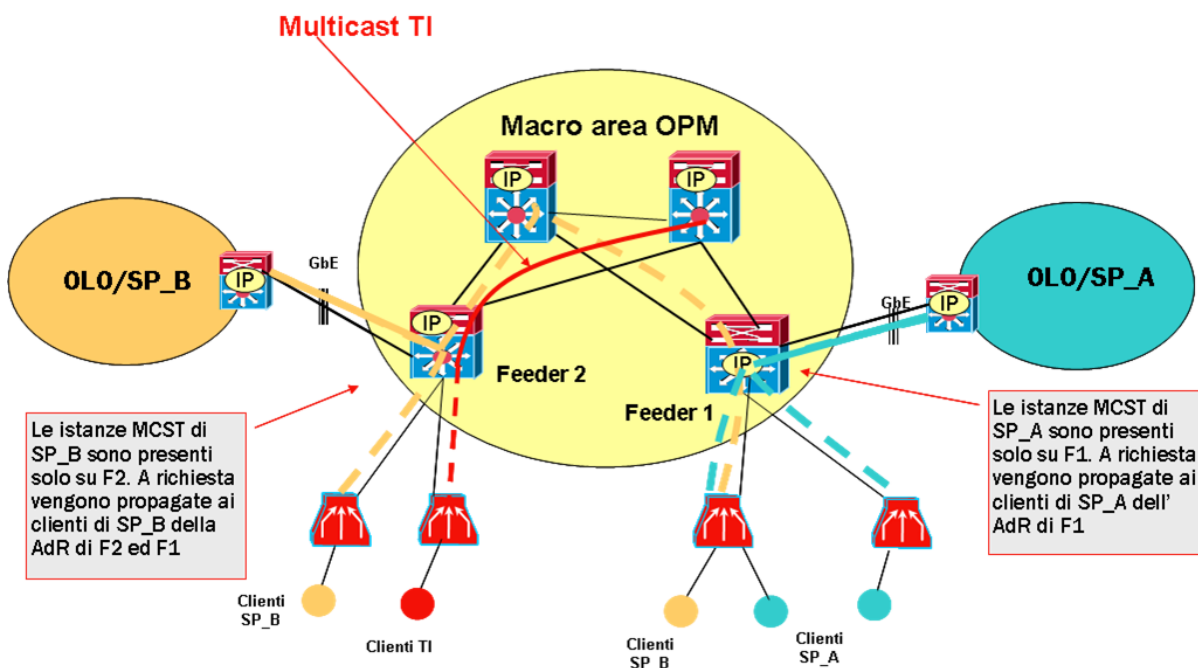 Multicast TI
Macro area OPM
IP
IP
OLO/SP_B
IP
GbE
IP
Feeder 2
Feeder 1
IP
GbE
IP
OLO/SP_A
Le istanze MCST di
SP_B sono presenti
solo su F2. A richiesta
vengono propagate ai
clienti di SP_B della
AdR di F2 ed F1
Le istanze MCST di
SP_A sono presenti
solo su F1. A richiesta
vengono propagate ai
clienti di SP_A dell'
AdR di F1
Clienti
SP_B
Clienti TI
Clienti
SP_B
Clienti
SP_A